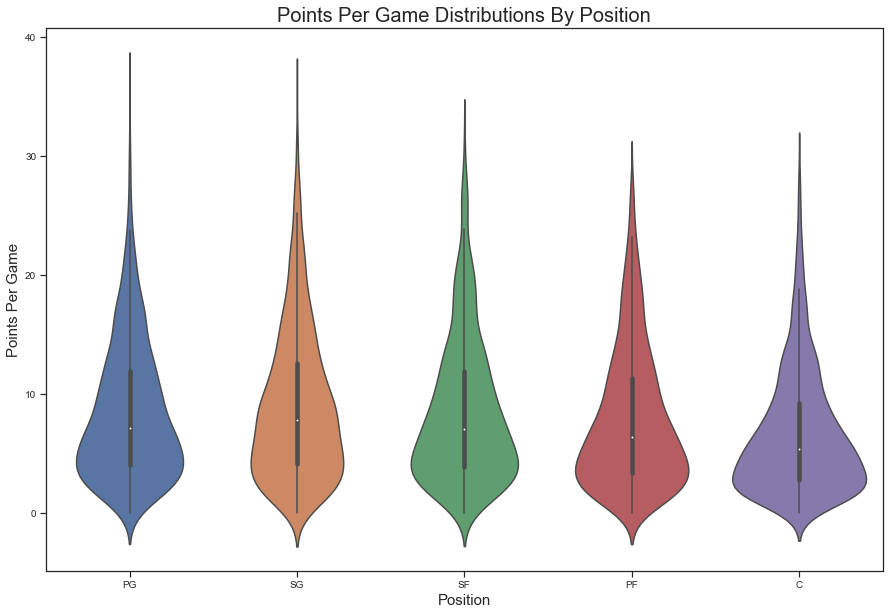 Points Per Game Distributions By Position
40
30
20
10
0
Points Per Game
PG
SG
SF
PF
C
Position